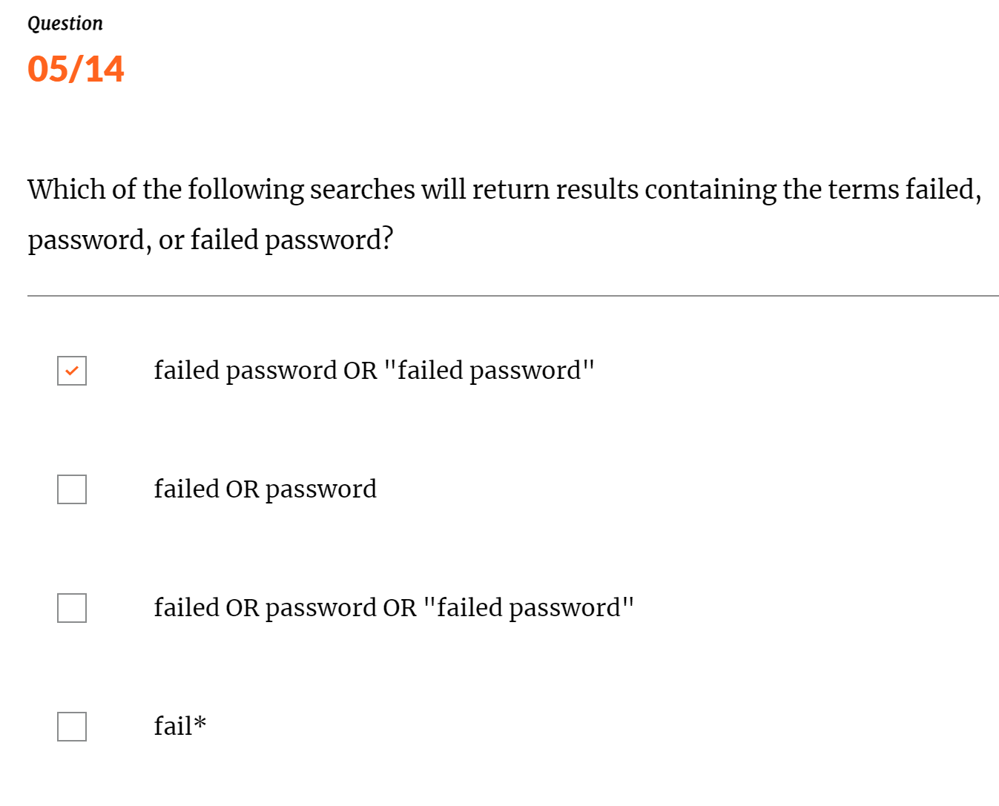 Question
05/14
Which of the following searches will return results containing the terms failed,
password, or failed password?
failed password OR "failed password"
failed OR password
failed OR password OR "failed password"
fail*